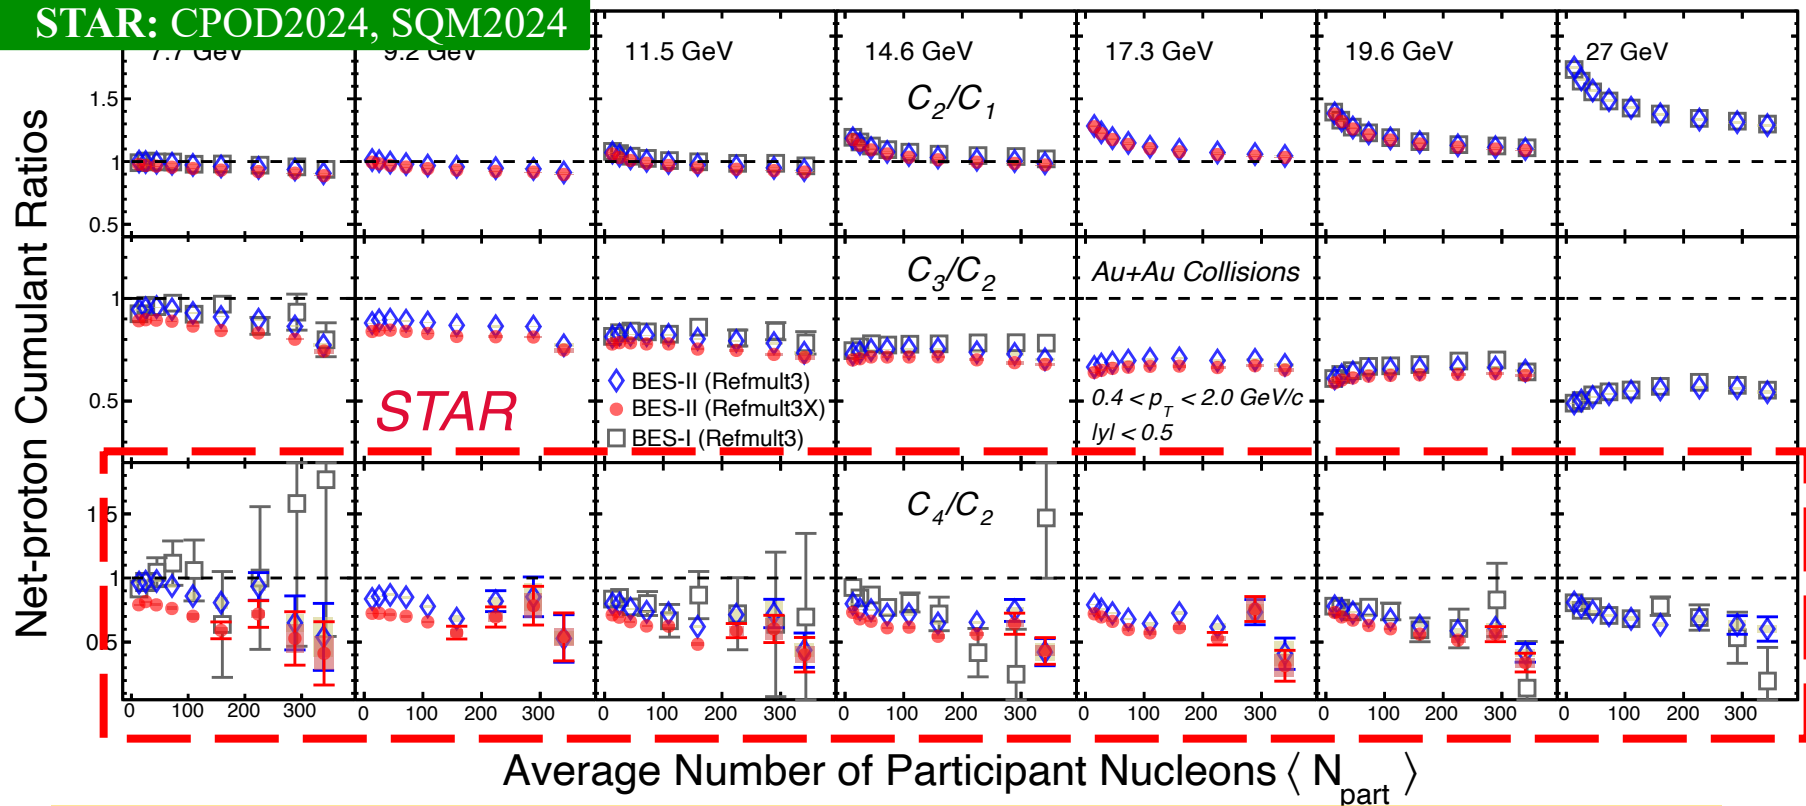 STAR: CPOD2024, SQM2024
7.7 GeV 9.2 GeV 11.5 GeV 14.6 GeV 17.3 GeV 19.6 GeV 27 GeV
C2/C1
1.5
1
0.5
C3/C2 Au+Au Collisions
1
BES-II (Refmult3)
BES-II (Refmult3X)
BES-I (Refmult3)
STAR
0.4 < pT < 2.0 GeV/c
|y| < 0.5
0.5
C4/C2
1.5
1
0.5
0 100 200 300 0 100 200 300 0 100 200 300 0 100 200 300 0 100 200 300 0 100 200 300 0 100 200 300
Net-proton Cumulant Ratios
Average Number of Participant Nucleons ⟨ Npart ⟩